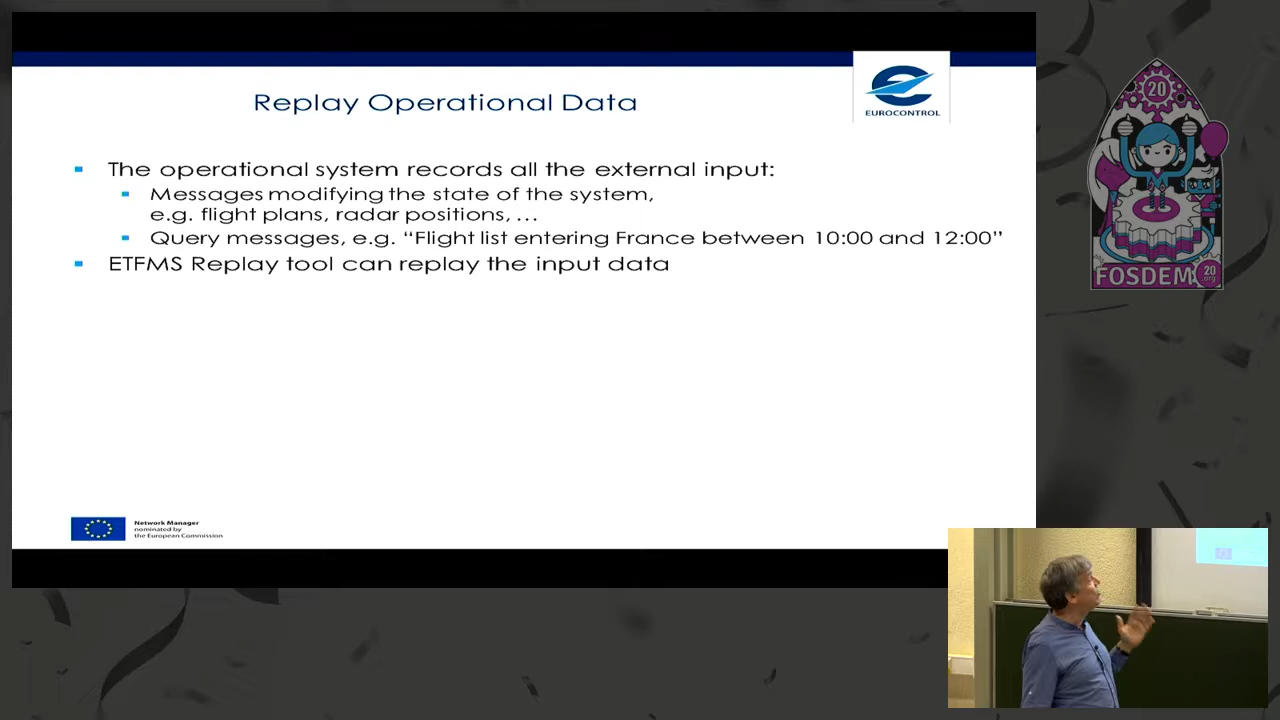 Replay Operational Data
EUROCONTROL
The operational system records all the external input:
Messages modifying the state of the system,
e.g. flight plans, radar positions, …
Query messages, e.g. “Flight list entering France between 10:00 and 12:00”
ETFMS Replay tool can replay the input data
Network Manager
nominated by
the European Commission
20
FOSDEM
20
.org